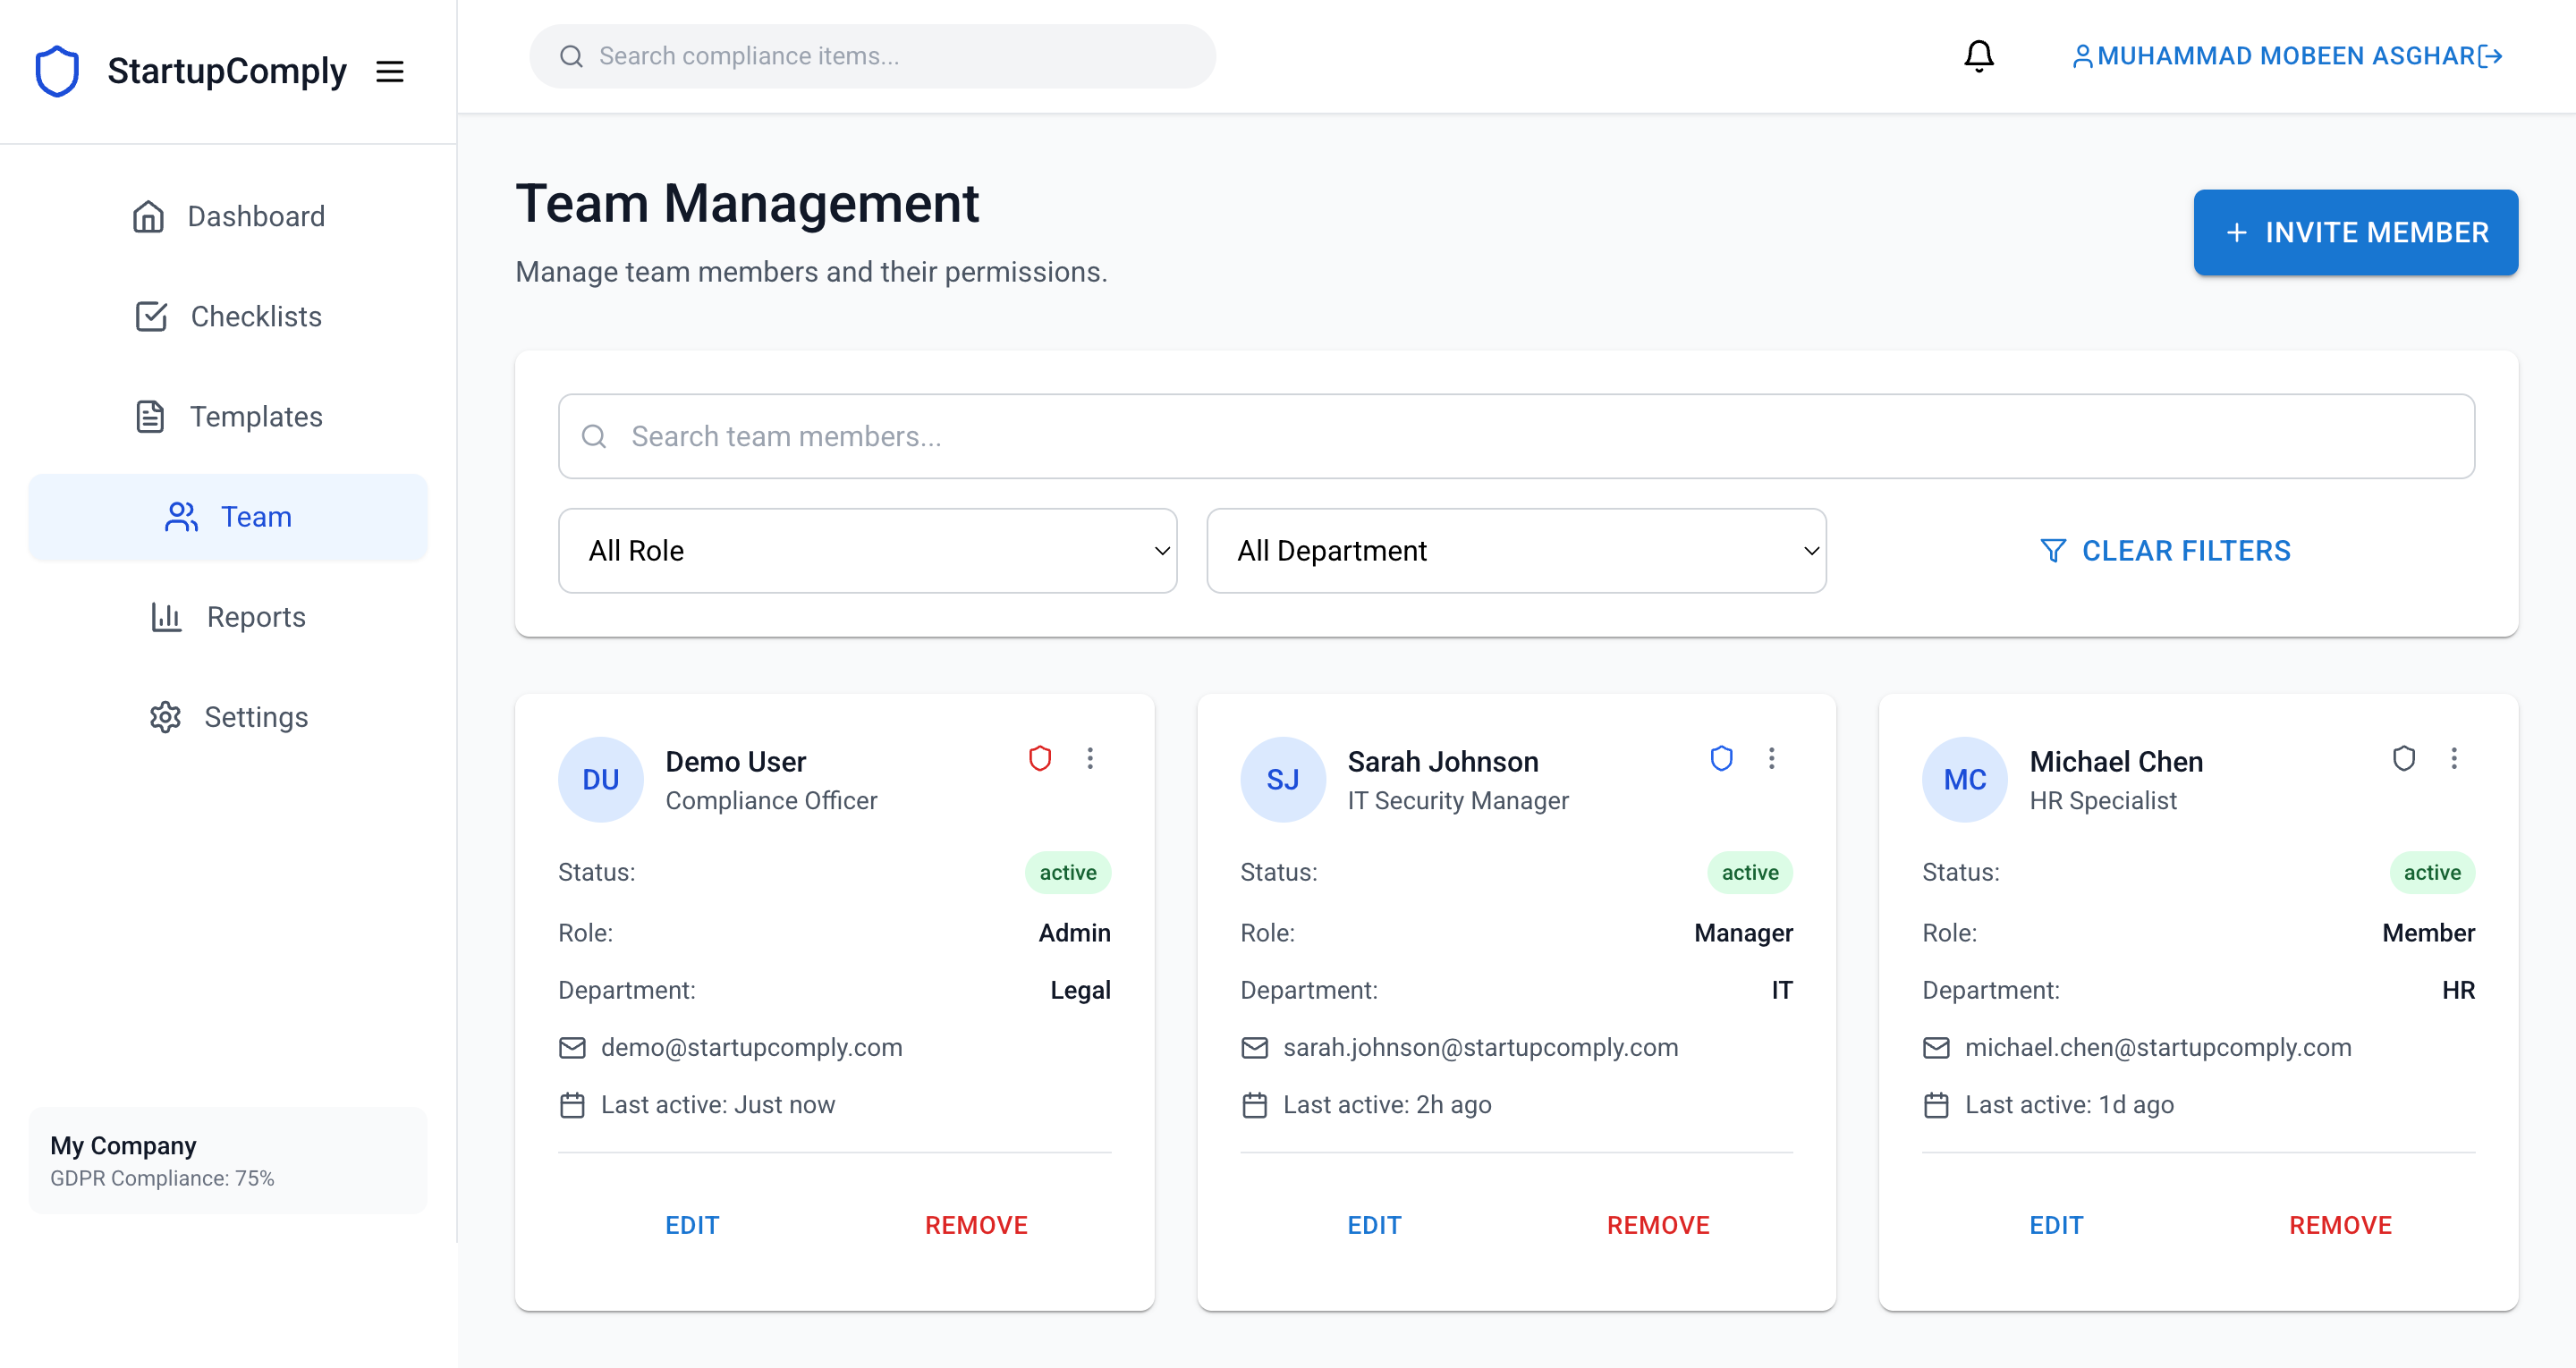 StartupComply
Search compliance items...
MUHAMMAD MOBEEN ASGHAR
Dashboard
Checklists
Templates
Team
Reports
Settings
My Company
GDPR Compliance: 75%
Team Management
Manage team members and their permissions.
+ INVITE MEMBER
Search team members...
All Role
All Department
CLEAR FILTERS
DU
Demo User
Compliance Officer
Status: active
Role: Admin
Department: Legal
demo@startupcomply.com
Last active: Just now
EDIT REMOVE
SJ
Sarah Johnson
IT Security Manager
Status: active
Role: Manager
Department: IT
sarah.johnson@startupcomply.com
Last active: 2h ago
EDIT REMOVE
MC
Michael Chen
HR Specialist
Status: active
Role: Member
Department: HR
michael.chen@startupcomply.com
Last active: 1d ago
EDIT REMOVE